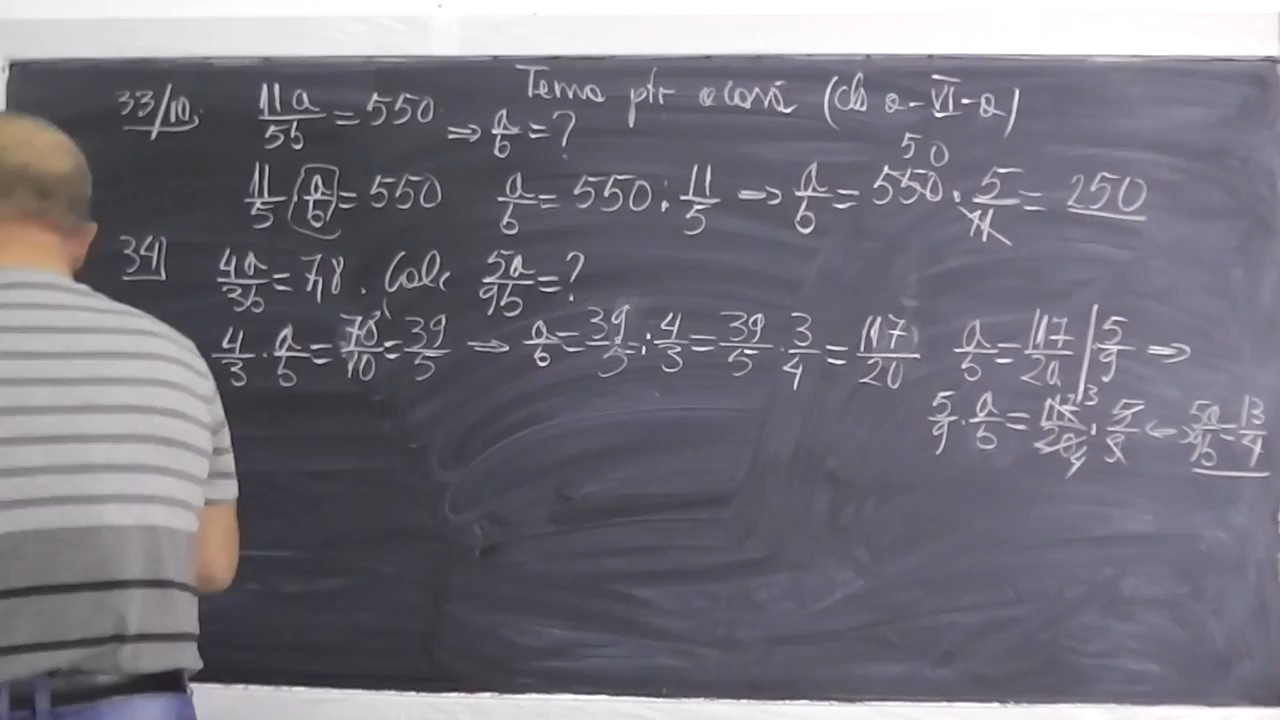 Tema ptr acasă (cls a-VI-a)
33/10. 11a/5b = 550 ⇒ a/b = ?
11/5 · a/b = 550 a/b = 550 : 11/5 ⇒ a/b = 550 · 5/11 = 250
50
34| 4a/3b = 7,8. Calc 5a/9b = ?
4/3 · a/b = 78/10 = 39/5 ⇒ a/b = 39/5 : 4/3 = 39/5 · 3/4 = 117/20 a/b = 117/20 | 5/9 ⇒
5/9 · a/b = 117/20 · 5/9 ⇔ 5a/9b = 13/4
13
4